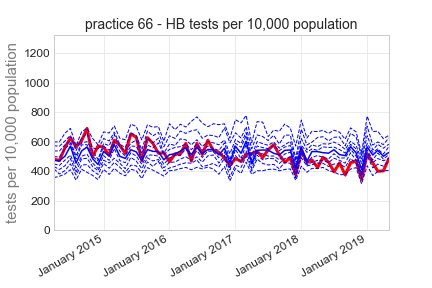 practice 66 - HB tests per 10,000 population
tests per 10,000 population
1200
1000
800
600
400
200
0
January 2015
January 2016
January 2017
January 2018
January 2019